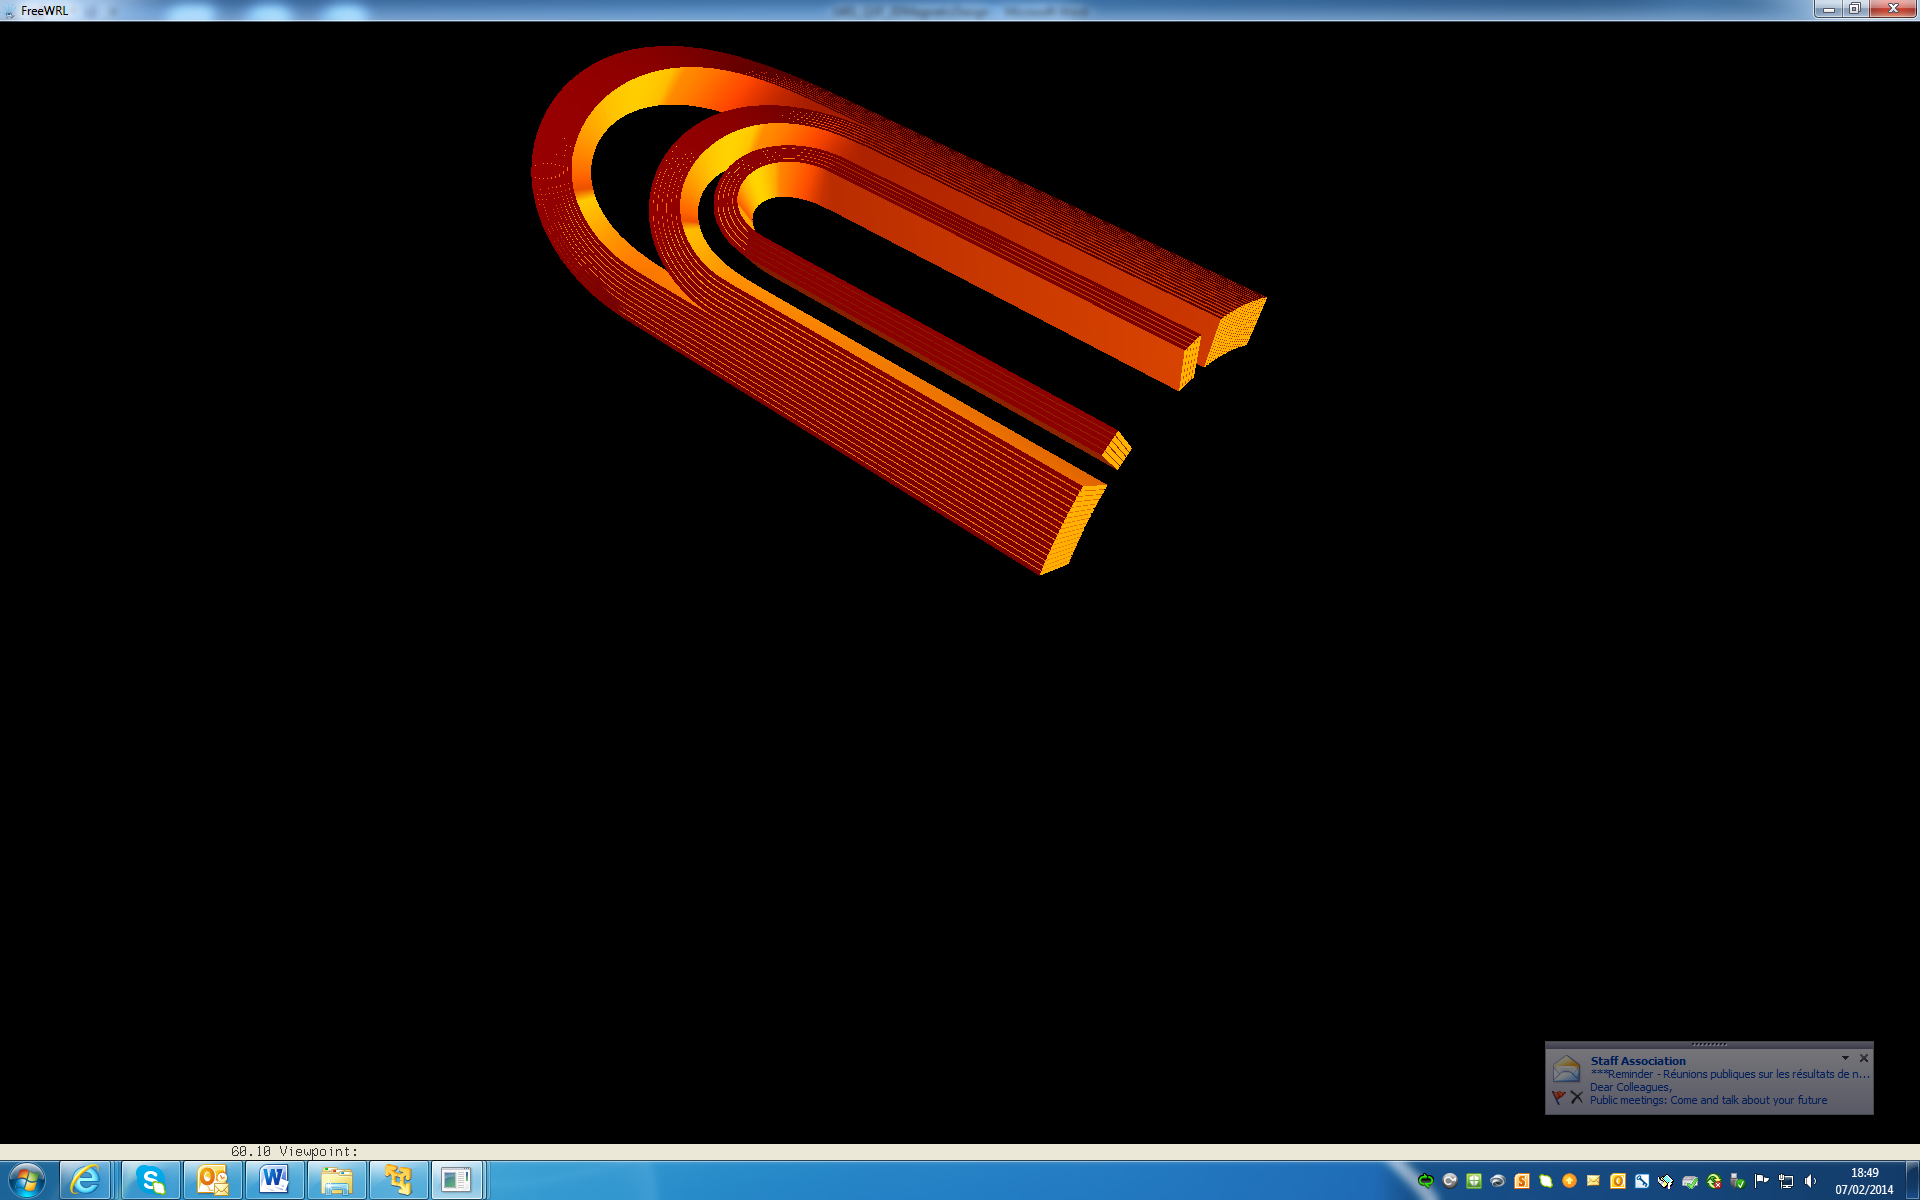 FreeWRL
Staff Association
***Reminder - Réunions publiques sur les résultats de n...
Dear Colleagues,
Public meetings: Come and talk about your future
60.10 Viewpoint:
18:49
07/02/2014